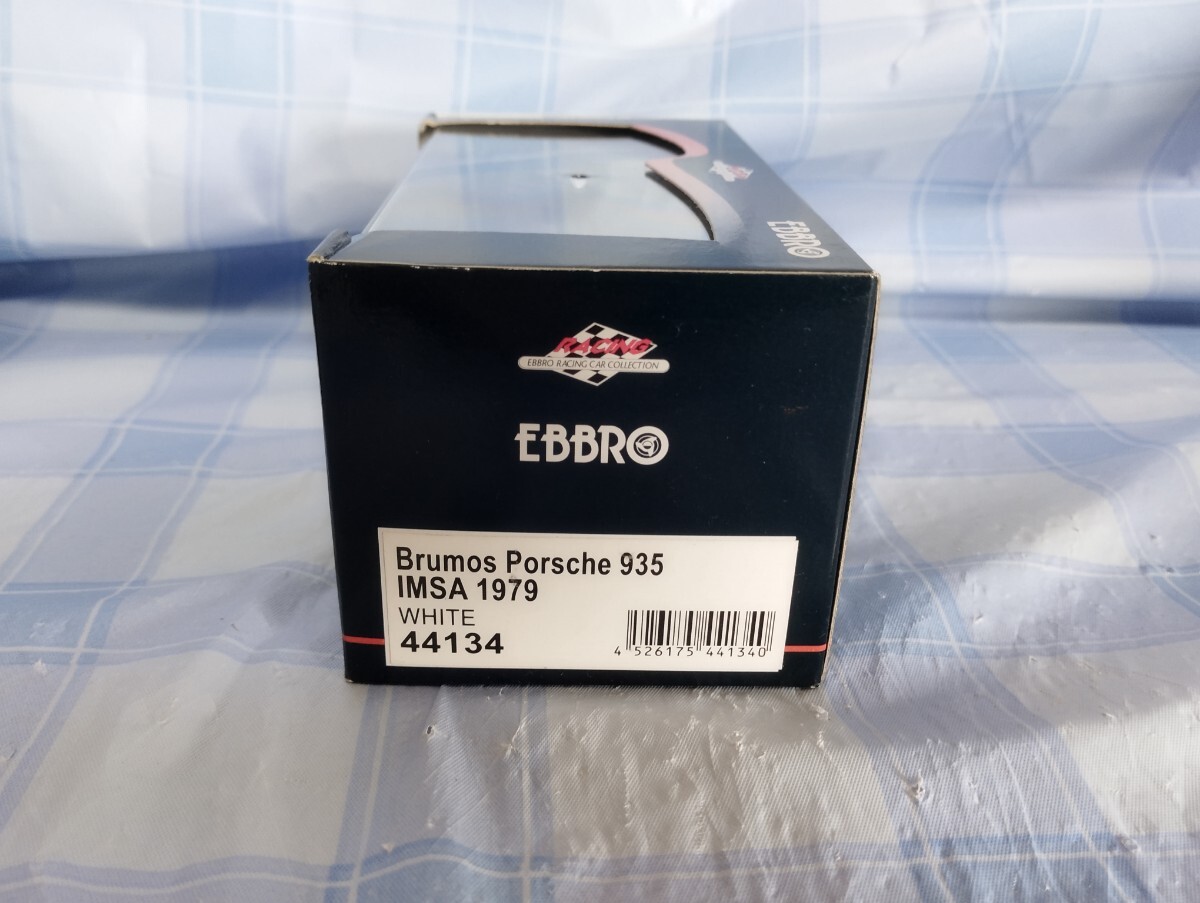 EBBRO
RACING
EBBRO RACING CAR COLLECTION
EBBRO
Brumos Porsche 935
IMSA 1979
WHITE
44134
4 526175 441340